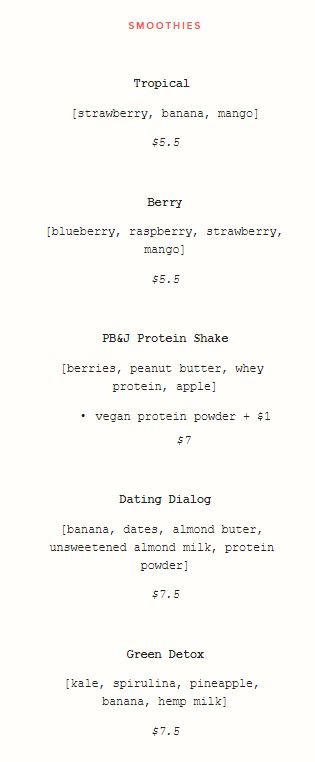 SMOOTHIES
Tropical
[strawberry, banana, mango]
$5.5
Berry
[blueberry, raspberry, strawberry,
mango]
$5.5
PB&J Protein Shake
[berries, peanut butter, whey
protein, apple]
• vegan protein powder + $1
$7
Dating Dialog
[banana, dates, almond buter,
unsweetened almond milk, protein
powder]
$7.5
Green Detox
[kale, spirulina, pineapple,
banana, hemp milk]
$7.5